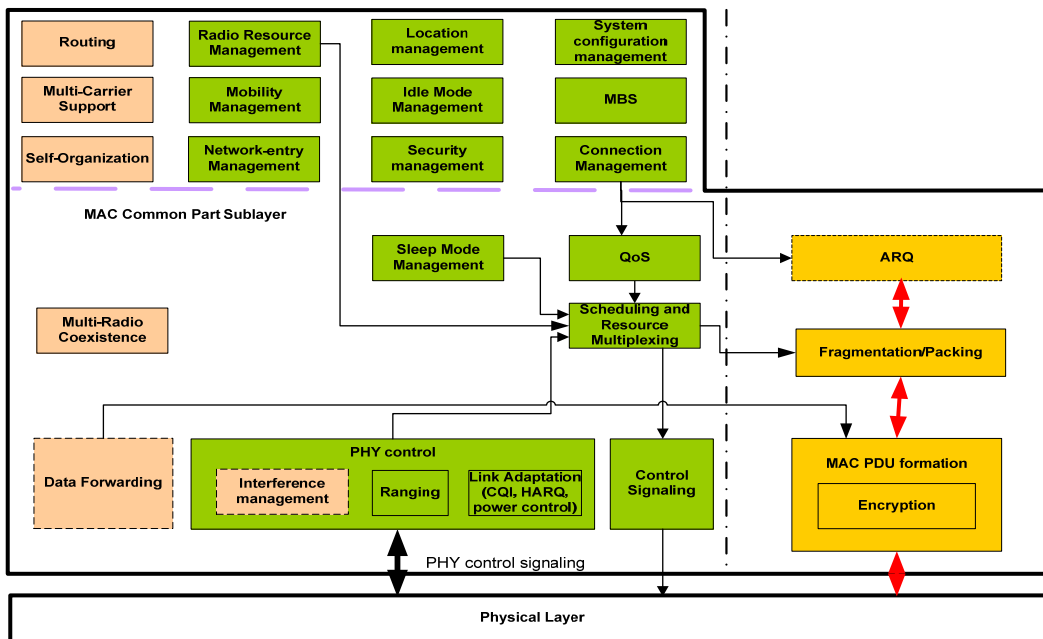 Routing
Radio Resource
Management
Location
management
System
configuration
management
Multi-Carrier
Support
Mobility
Management
Idle Mode
Management
MBS
Self-Organization
Network-entry
Management
Security
management
Connection
Management
MAC Common Part Sublayer
Sleep Mode
Management
QoS
ARQ
Multi-Radio
Coexistence
Scheduling and
Resource
Multiplexing
Fragmentation/Packing
Data Forwarding
PHY control
Interference
management
Ranging
Link Adaptation
(CQI, HARQ,
power control)
Control
Signaling
MAC PDU formation
Encryption
PHY control signaling
Physical Layer